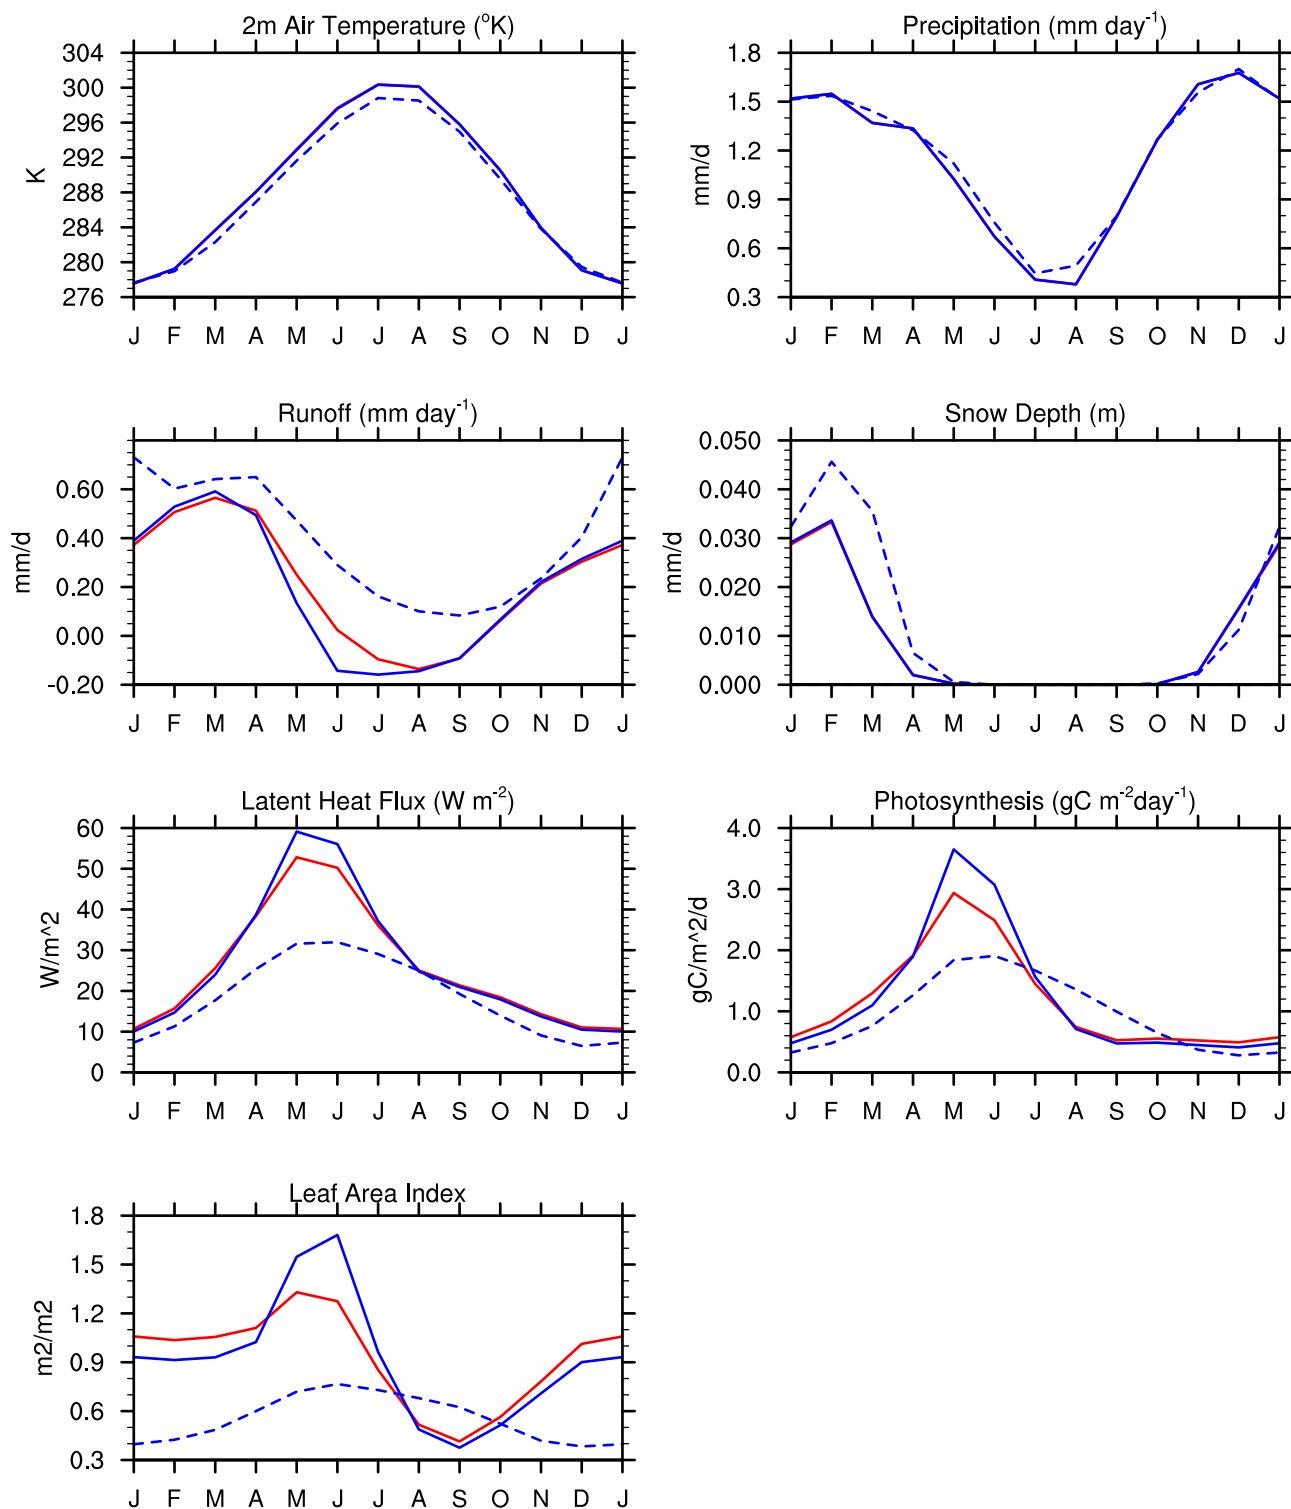 2m Air Temperature (°K)
304
300
296
292
288
284
280
276
K
J F M A M J J A S O N D J
Precipitation (mm day-1)
1.8
1.5
1.2
0.9
0.6
0.3
mm/d
J F M A M J J A S O N D J
Runoff (mm day-1)
0.60
0.40
0.20
0.00
-0.20
mm/d
J F M A M J J A S O N D J
Snow Depth (m)
0.050
0.040
0.030
0.020
0.010
0.000
mm/d
J F M A M J J A S O N D J
Latent Heat Flux (W m-2)
60
50
40
30
20
10
0
W/m^2
J F M A M J J A S O N D J
Photosynthesis (gC m-2day-1)
4.0
3.0
2.0
1.0
0.0
gC/m^2/d
J F M A M J J A S O N D J
Leaf Area Index
1.8
1.5
1.2
0.9
0.6
0.3
m2/m2
J F M A M J J A S O N D J